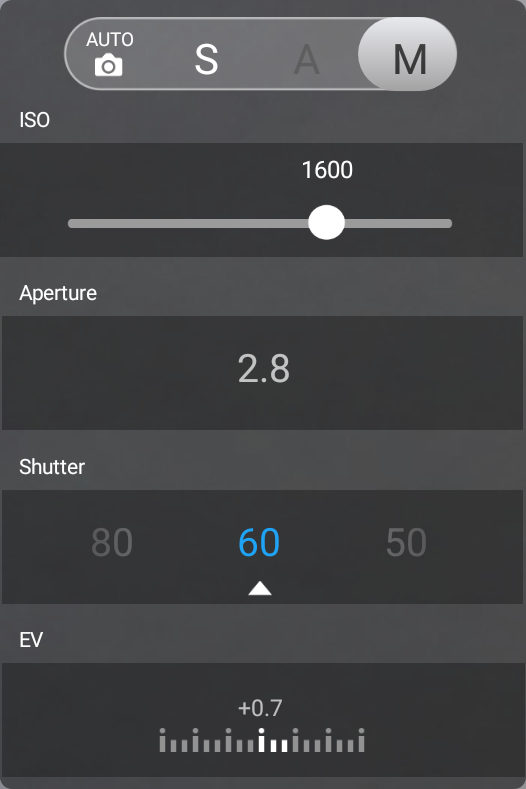 AUTO
S A M
ISO
1600
Aperture
2.8
Shutter
80 60 50
EV
+0.7